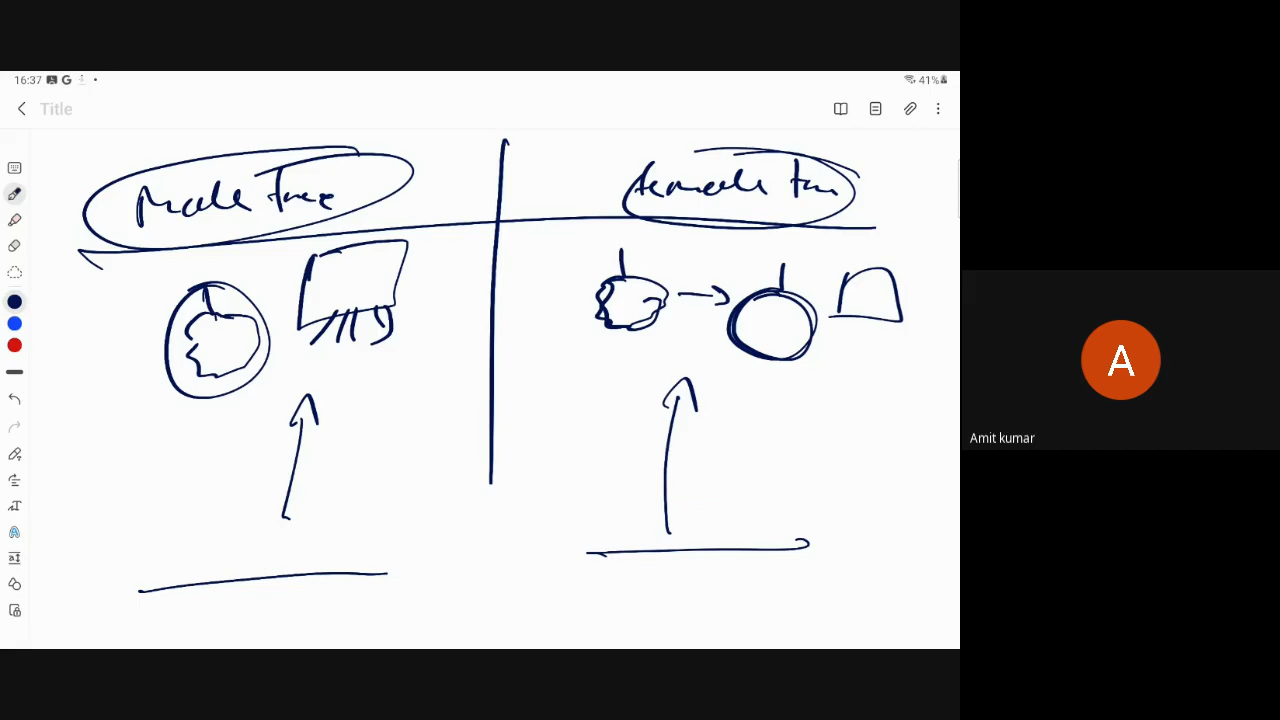 16:37 G 41%
Title
Male Tree
female tree
A
Amit kumar